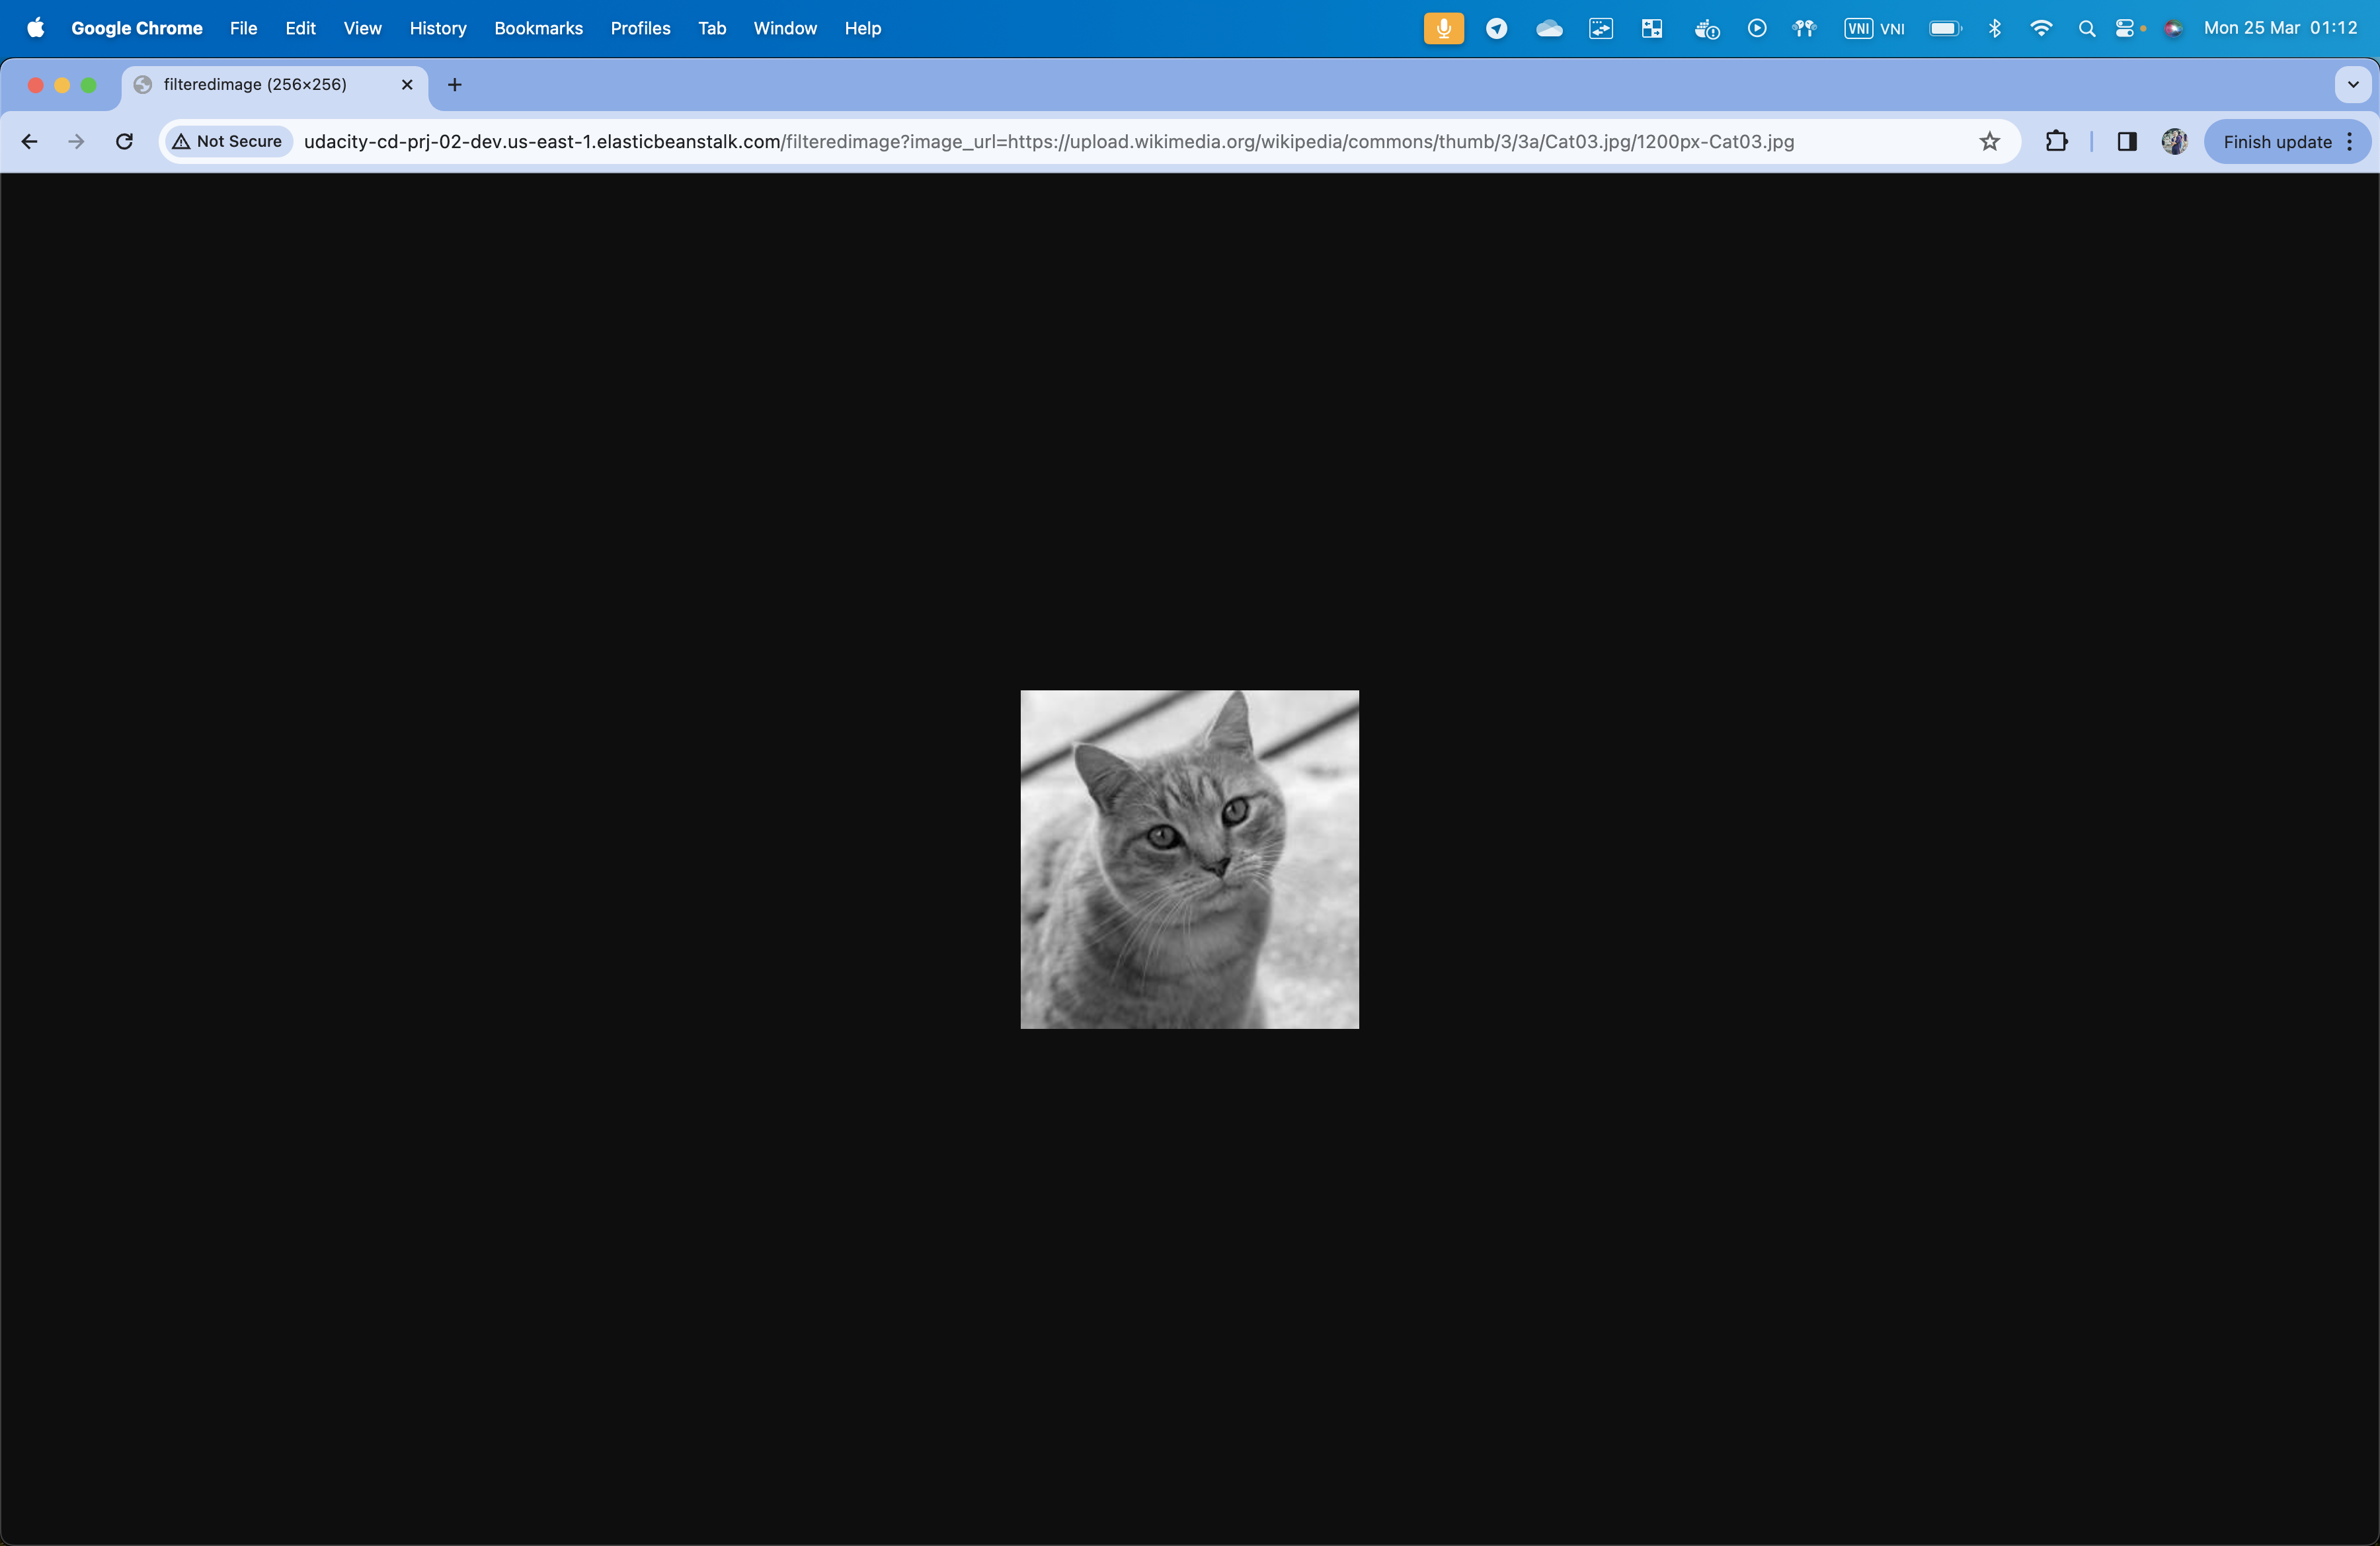 Google Chrome File Edit View History Bookmarks Profiles Tab Window Help VNI VNI Mon 25 Mar 01:12
filteredimage (256×256)
Not Secure udacity-cd-prj-02-dev.us-east-1.elasticbeanstalk.com/filteredimage?image_url=https://upload.wikimedia.org/wikipedia/commons/thumb/3/3a/Cat03.jpg/1200px-Cat03.jpg Finish update